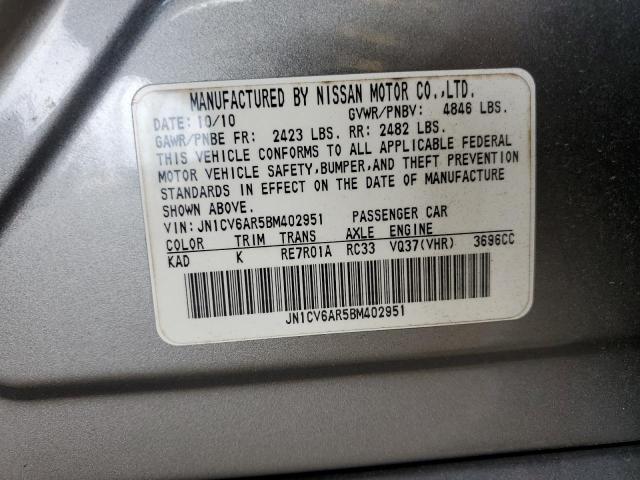 MANUFACTURED BY NISSAN MOTOR CO.,LTD.
DATE: 10/10 GVWR/PNBV: 4846 LBS.
GAWR/PNBE FR: 2423 LBS. RR: 2482 LBS.
THIS VEHICLE CONFORMS TO ALL APPLICABLE FEDERAL
MOTOR VEHICLE SAFETY,BUMPER,AND THEFT PREVENTION
STANDARDS IN EFFECT ON THE DATE OF MANUFACTURE
SHOWN ABOVE.
VIN: JN1CV6AR5BM402951 PASSENGER CAR
COLOR TRIM TRANS AXLE ENGINE
KAD K RE7R01A RC33 VQ37(VHR) 3696CC
JN1CV6AR5BM402951